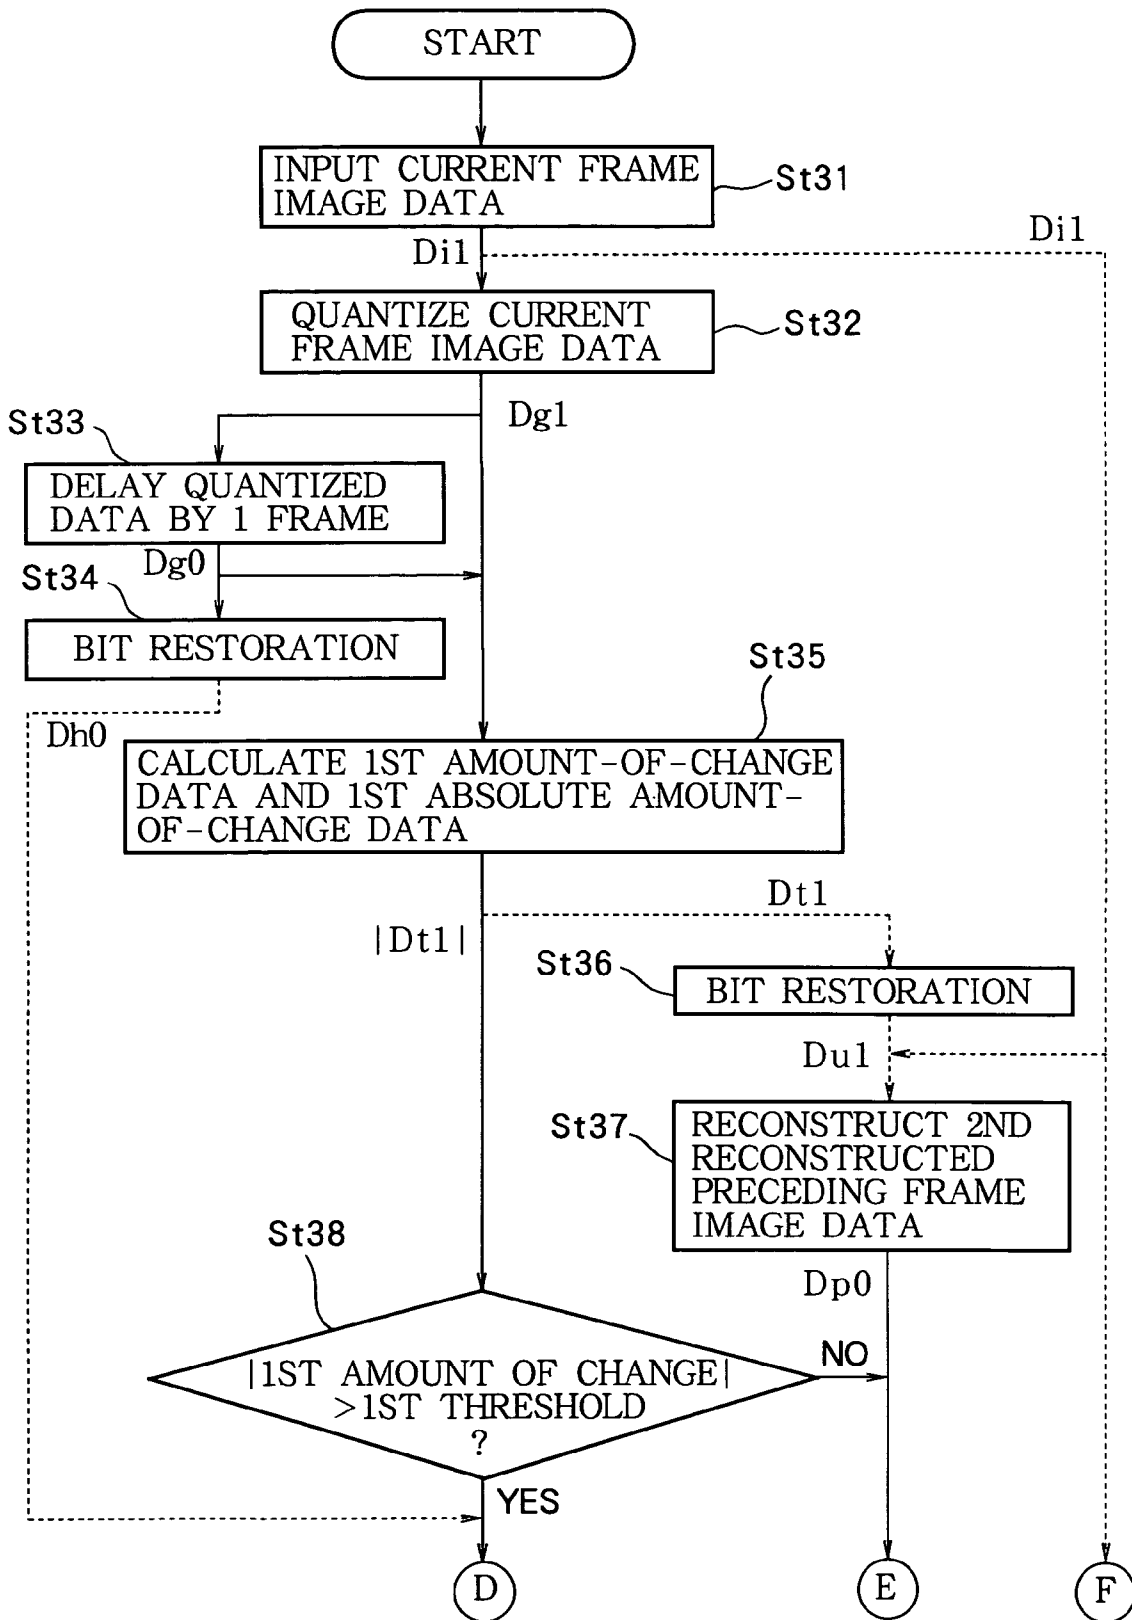 START
INPUT CURRENT FRAME
IMAGE DATA
St31
Di1
Di1
QUANTIZE CURRENT
FRAME IMAGE DATA
St32
Dg1
St33
DELAY QUANTIZED
DATA BY 1 FRAME
Dg0
St34
BIT RESTORATION
Dh0
St35
CALCULATE 1ST AMOUNT-OF-CHANGE
DATA AND 1ST ABSOLUTE AMOUNT-
OF-CHANGE DATA
Dt1
|Dt1|
St36
BIT RESTORATION
Du1
St37
RECONSTRUCT 2ND
RECONSTRUCTED
PRECEDING FRAME
IMAGE DATA
Dp0
St38
|1ST AMOUNT OF CHANGE|
>1ST THRESHOLD
?
NO
YES
D
E
F